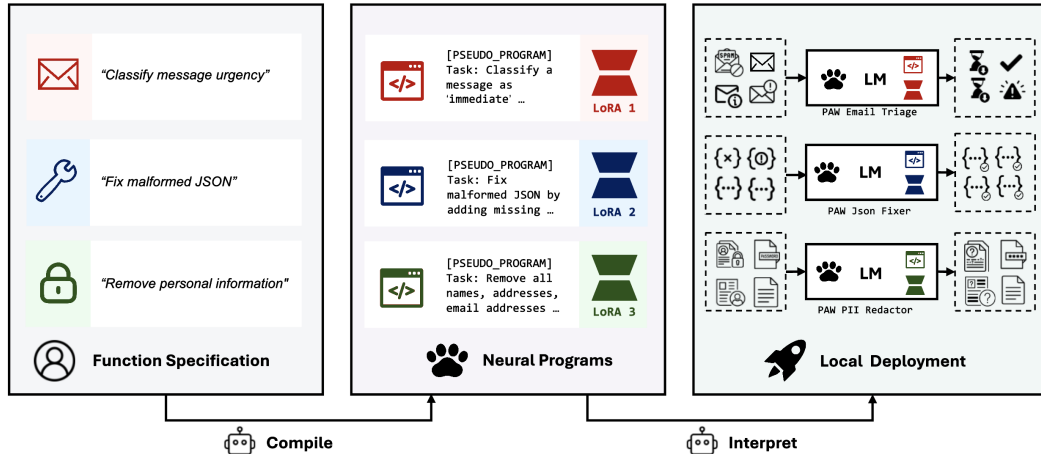 “Classify message urgency”
“Fix malformed JSON”
“Remove personal information”
Function Specification
</>
[PSEUDO_PROGRAM]
Task: Classify a
message as
‘immediate’ …
LoRA 1
</>
[PSEUDO_PROGRAM]
Task: Fix
malformed JSON by
adding missing …
LoRA 2
</>
[PSEUDO_PROGRAM]
Task: Remove all
names, addresses,
email addresses …
LoRA 3
Neural Programs
SPAM
LM
</>
PAW Email Triage
{×}
{···} {···}
LM
</>
{···} {···}
{···} {···}
PAW Json Fixer
PASSWORD
LM
</>
PAW PII Redactor
Local Deployment
Compile
Interpret